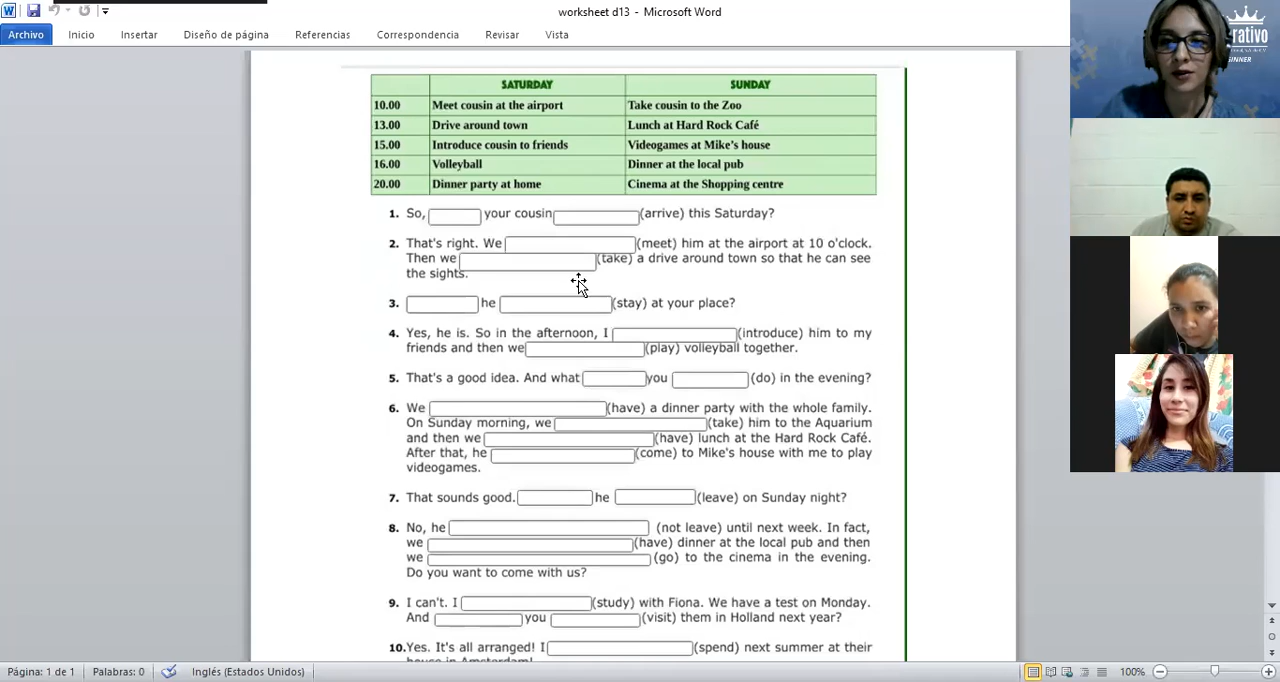 worksheet d13 - Microsoft Word
Archivo Inicio Insertar Diseño de página Referencias Correspondencia Revisar Vista
rativo
SATURDAY SUNDAY
10.00 Meet cousin at the airport Take cousin to the Zoo
13.00 Drive around town Lunch at Hard Rock Café
15.00 Introduce cousin to friends Videogames at Mike's house
16.00 Volleyball Dinner at the local pub
20.00 Dinner party at home Cinema at the Shopping centre
1. So, your cousin (arrive) this Saturday?
2. That's right. We (meet) him at the airport at 10 o'clock.
Then we (take) a drive around town so that he can see
the sights.
3. he (stay) at your place?
4. Yes, he is. So in the afternoon, I (introduce) him to my
friends and then we (play) volleyball together.
5. That's a good idea. And what you (do) in the evening?
6. We (have) a dinner party with the whole family.
On Sunday morning, we (take) him to the Aquarium
and then we (have) lunch at the Hard Rock Café.
After that, he (come) to Mike's house with me to play
videogames.
7. That sounds good. he (leave) on Sunday night?
8. No, he (not leave) until next week. In fact,
we (have) dinner at the local pub and then
we (go) to the cinema in the evening.
Do you want to come with us?
9. I can't. I (study) with Fiona. We have a test on Monday.
And you (visit) them in Holland next year?
10. Yes. It's all arranged! I (spend) next summer at their
house in Amsterdam!
Página: 1 de 1 Palabras: 0 Inglés (Estados Unidos) 100%